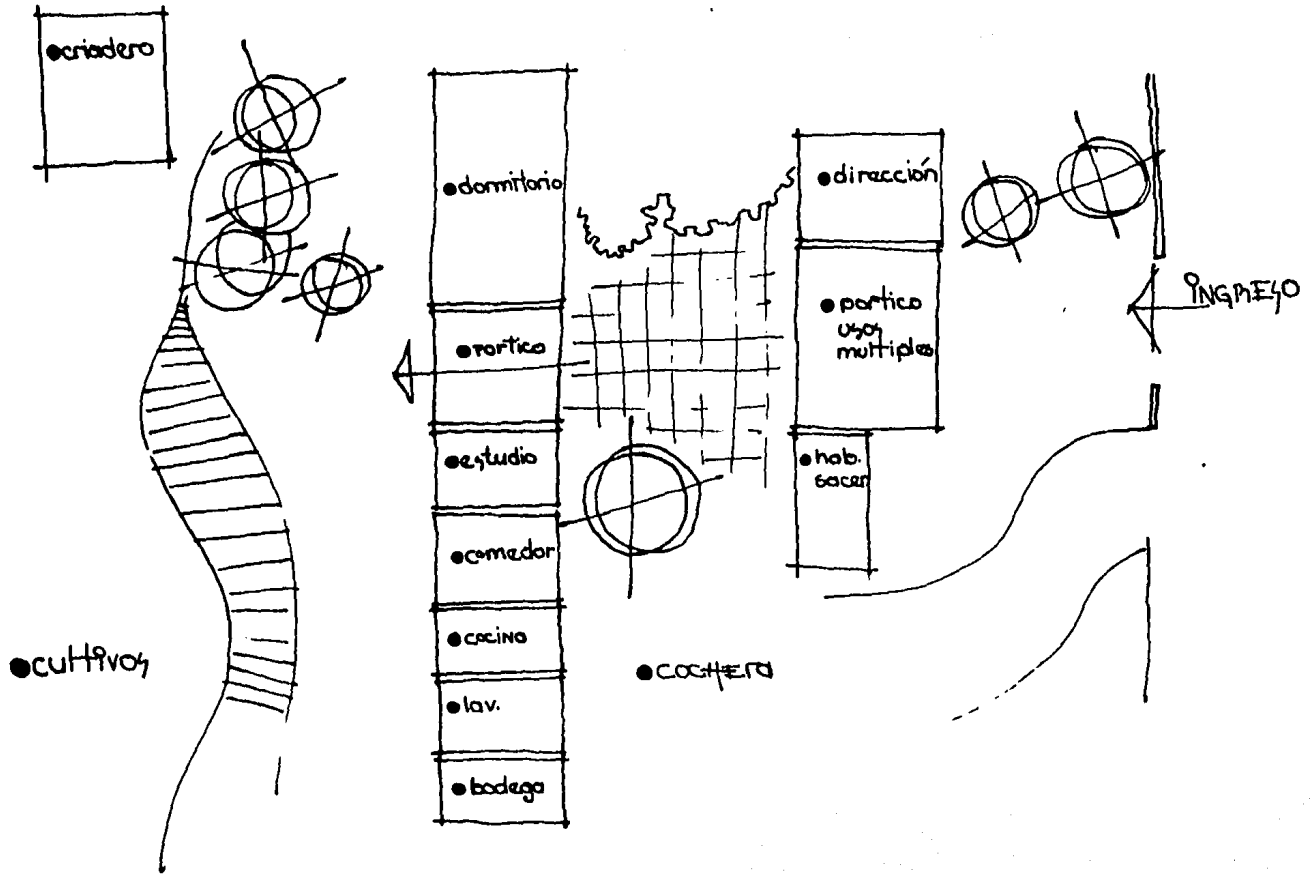 criadero
dormitorio
dirección
INGRESO
portico
usos
multiples
Portico
estudio
hab.
sacer
comedor
cocina
cultivos
COCHERA
lav.
bodega